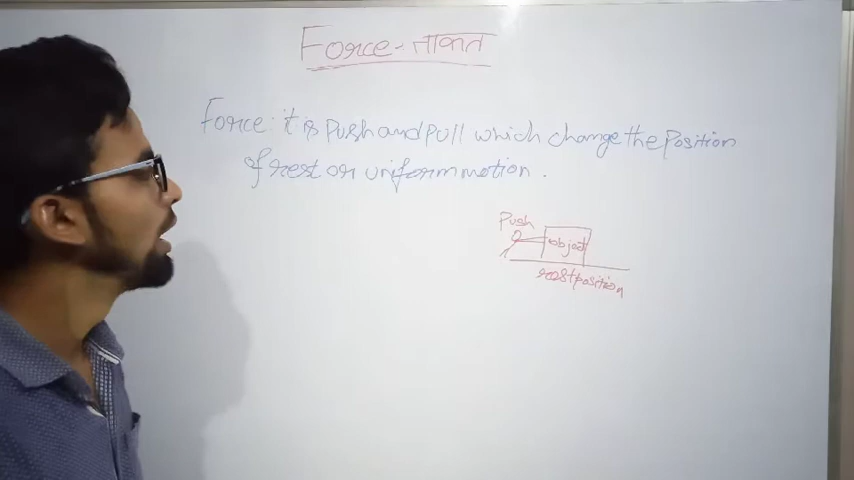 Force - ताकत
Force: it is Push and Pull which change the Position
of rest or uniform motion .
Push
object
rest position